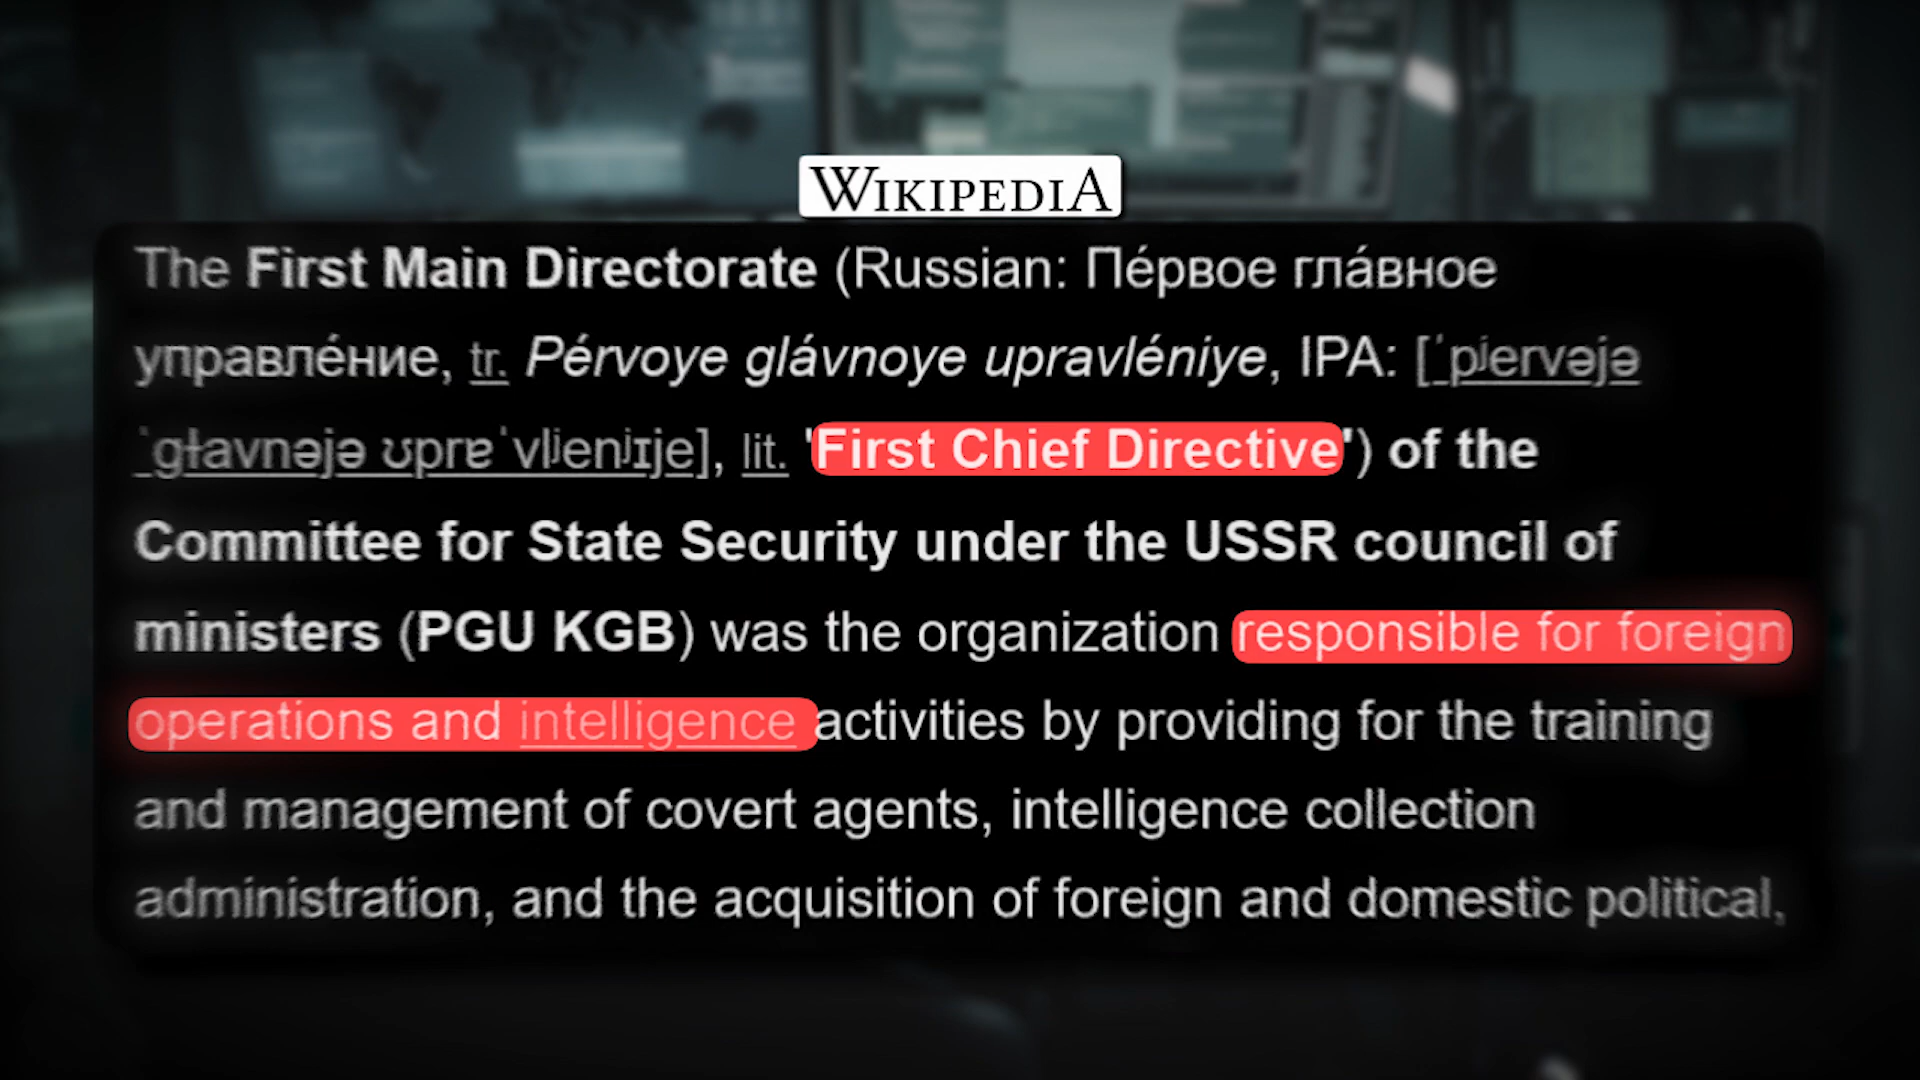 WIKIPEDIA
The First Main Directorate (Russian: Пе́рвое гла́вное
управле́ние, tr. Pérvoye glávnoye upravléniye, IPA: [ˈpʲervəjə
ˈɡɫavnəjə ʊprɐˈvlʲenʲɪje], lit. 'First Chief Directive') of the
Committee for State Security under the USSR council of
ministers (PGU KGB) was the organization responsible for foreign
operations and intelligence activities by providing for the training
and management of covert agents, intelligence collection
administration, and the acquisition of foreign and domestic political,